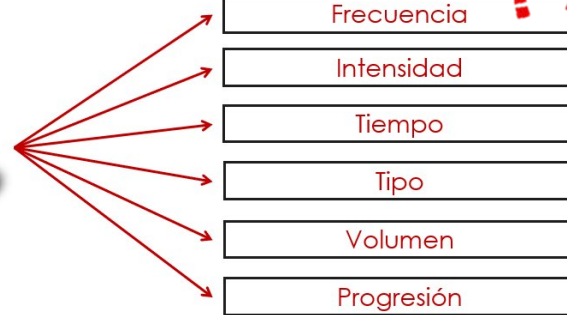 Frecuencia
Intensidad
Tiempo
Tipo
Volumen
Progresión